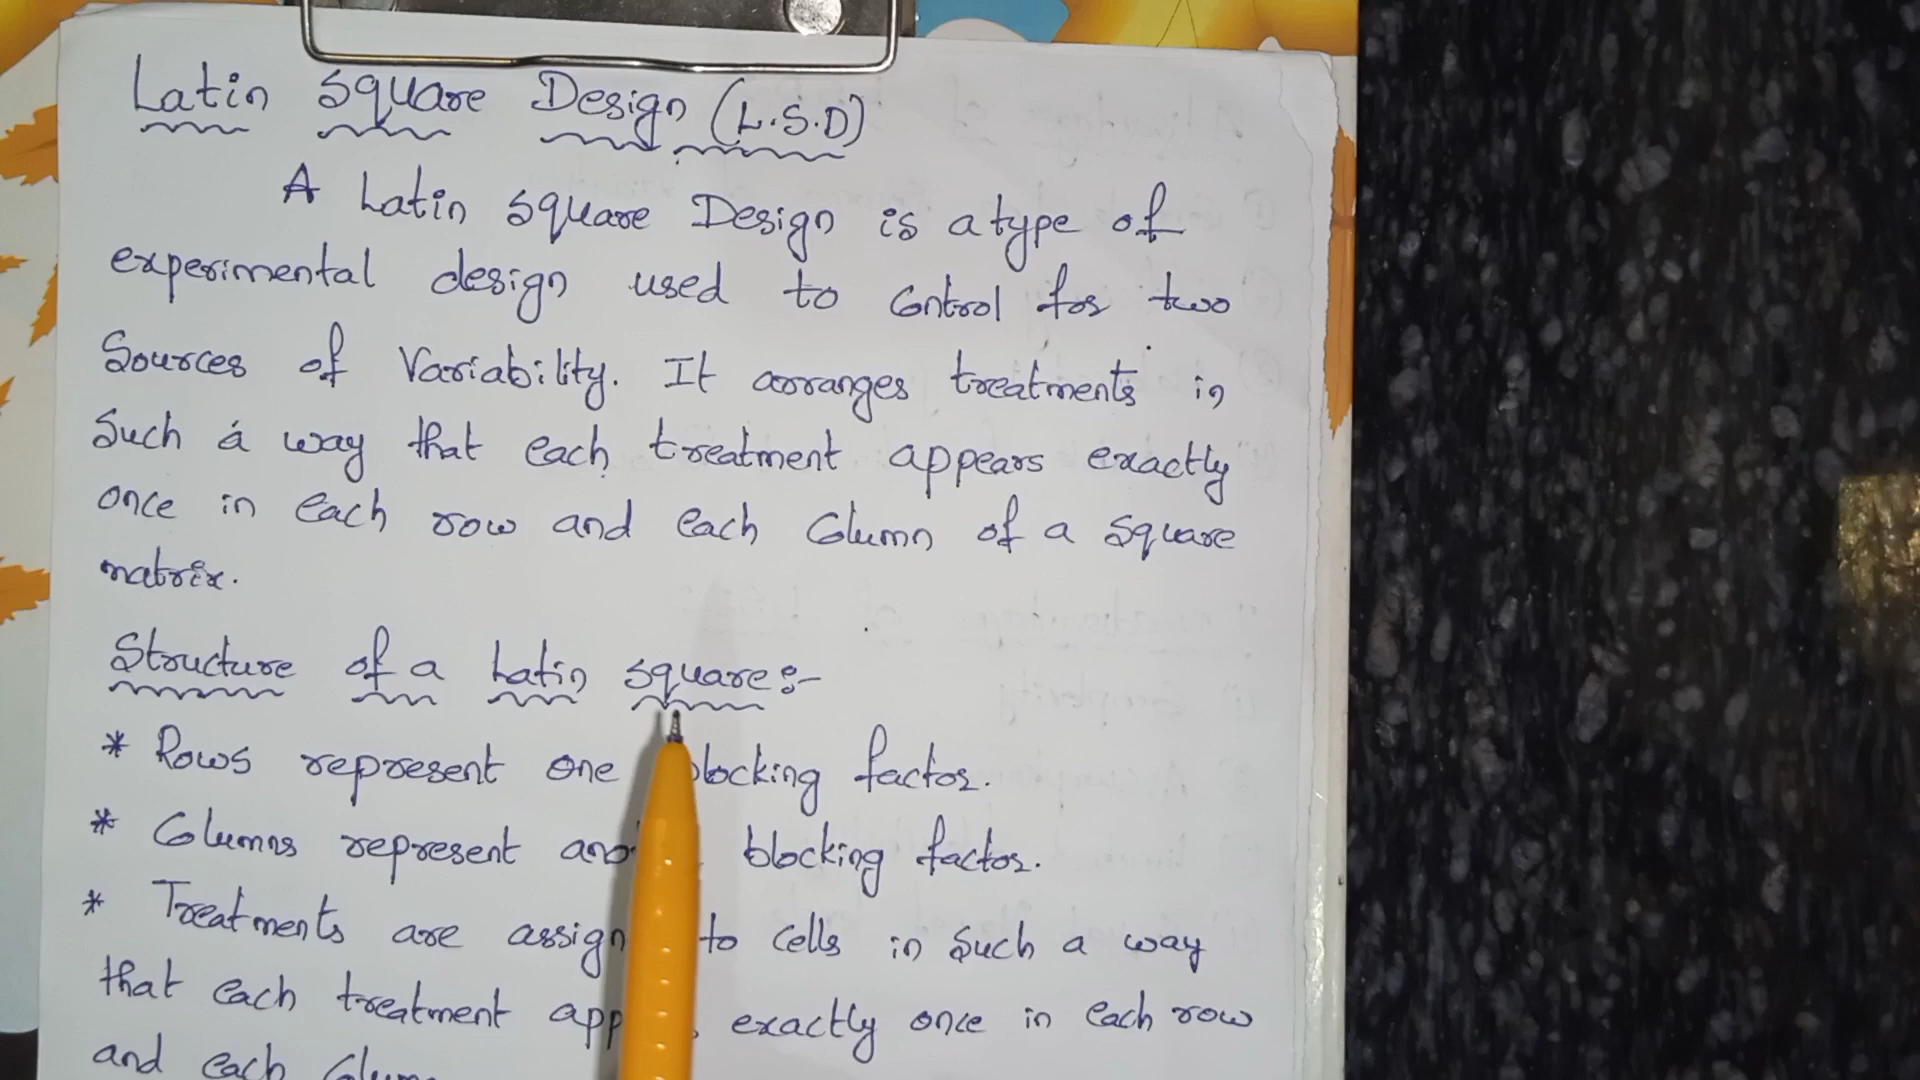 Latin Square Design (L.S.D)
A Latin Square Design is a type of
experimental design used to control for two
Sources of Variability. It arranges treatments in
Such a way that each treatment appears exactly
once in each row and each Column of a Square
matrix.
Structure of a Latin square:-
* Rows represent one blocking factor.
* Columns represent blocking factor.
* Treatments are assign to cells in Such a way
that each treatment app exactly once in each row
and each Colum